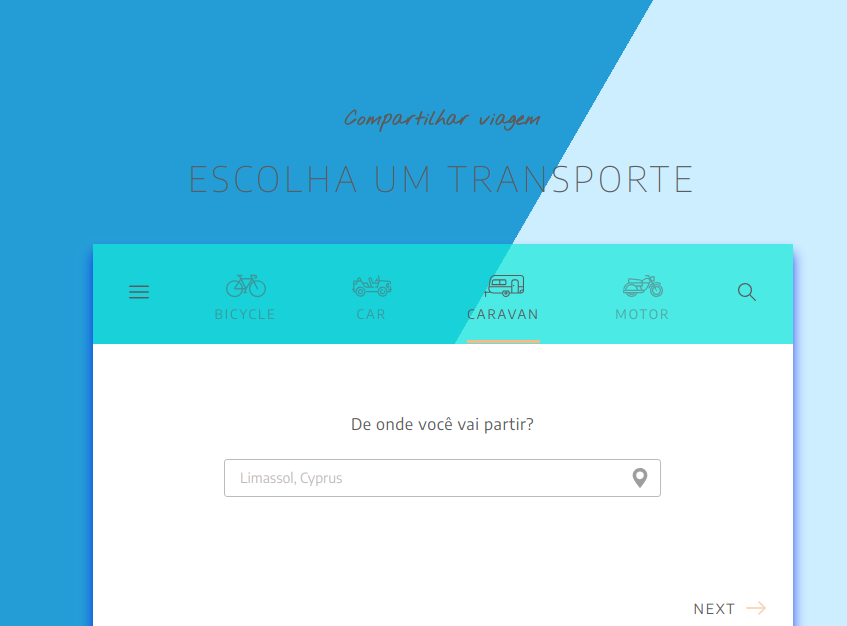 Compartilhar viagem
ESCOLHA UM TRANSPORTE
BICYCLE CAR CARAVAN MOTOR
De onde você vai partir?
Limassol, Cyprus
NEXT